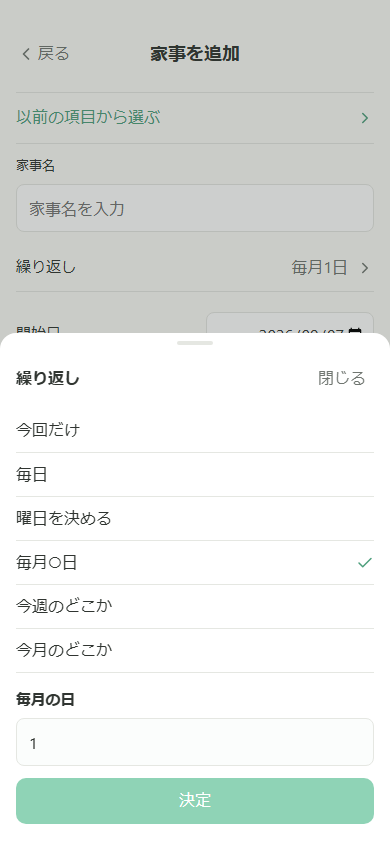 戻る
家事を追加
以前の項目から選ぶ
家事名
家事名を入力
繰り返し
毎月1日
繰り返し
閉じる
今回だけ
毎日
曜日を決める
毎月○日
今週のどこか
今月のどこか
毎月の日
1
決定